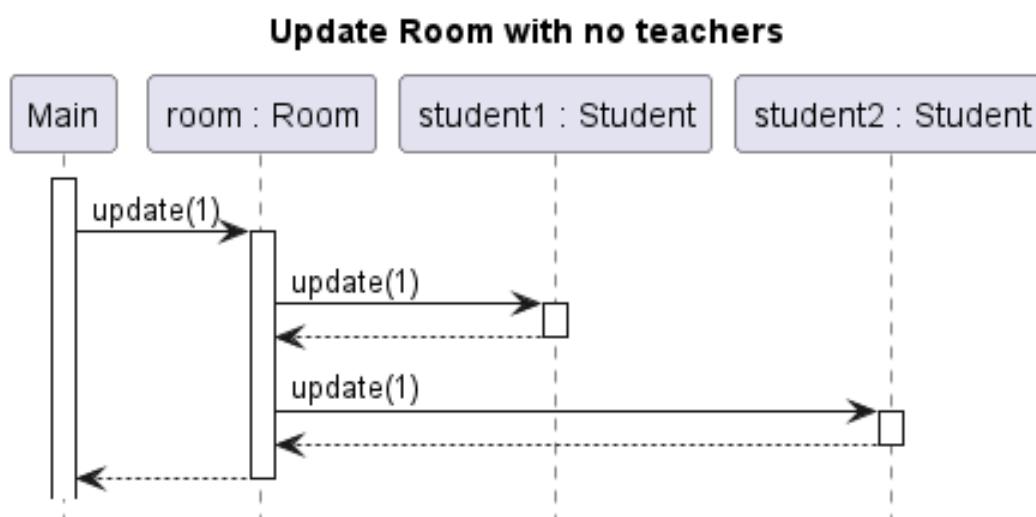 Update Room with no teachers
Main
room : Room
student1 : Student
student2 : Student
update(1)
update(1)
update(1)